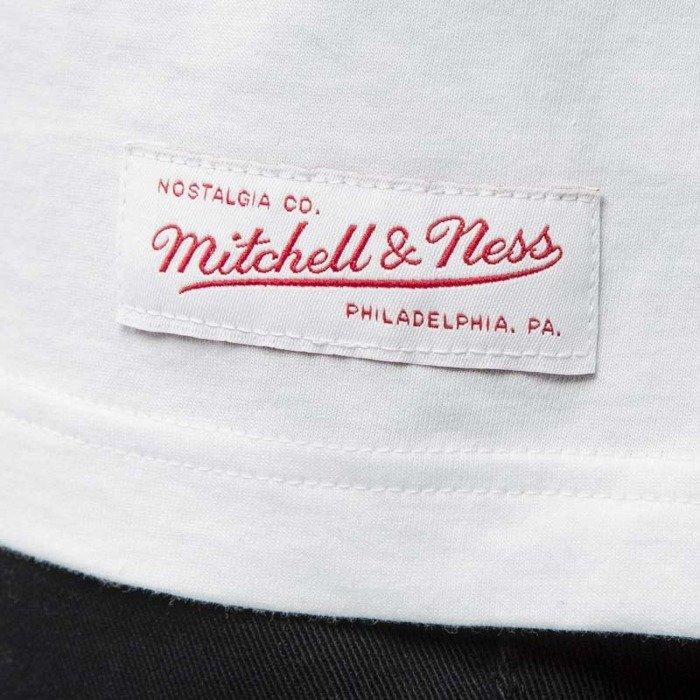 NOSTALGIA CO.
Mitchell & Ness
PHILADELPHIA, PA.